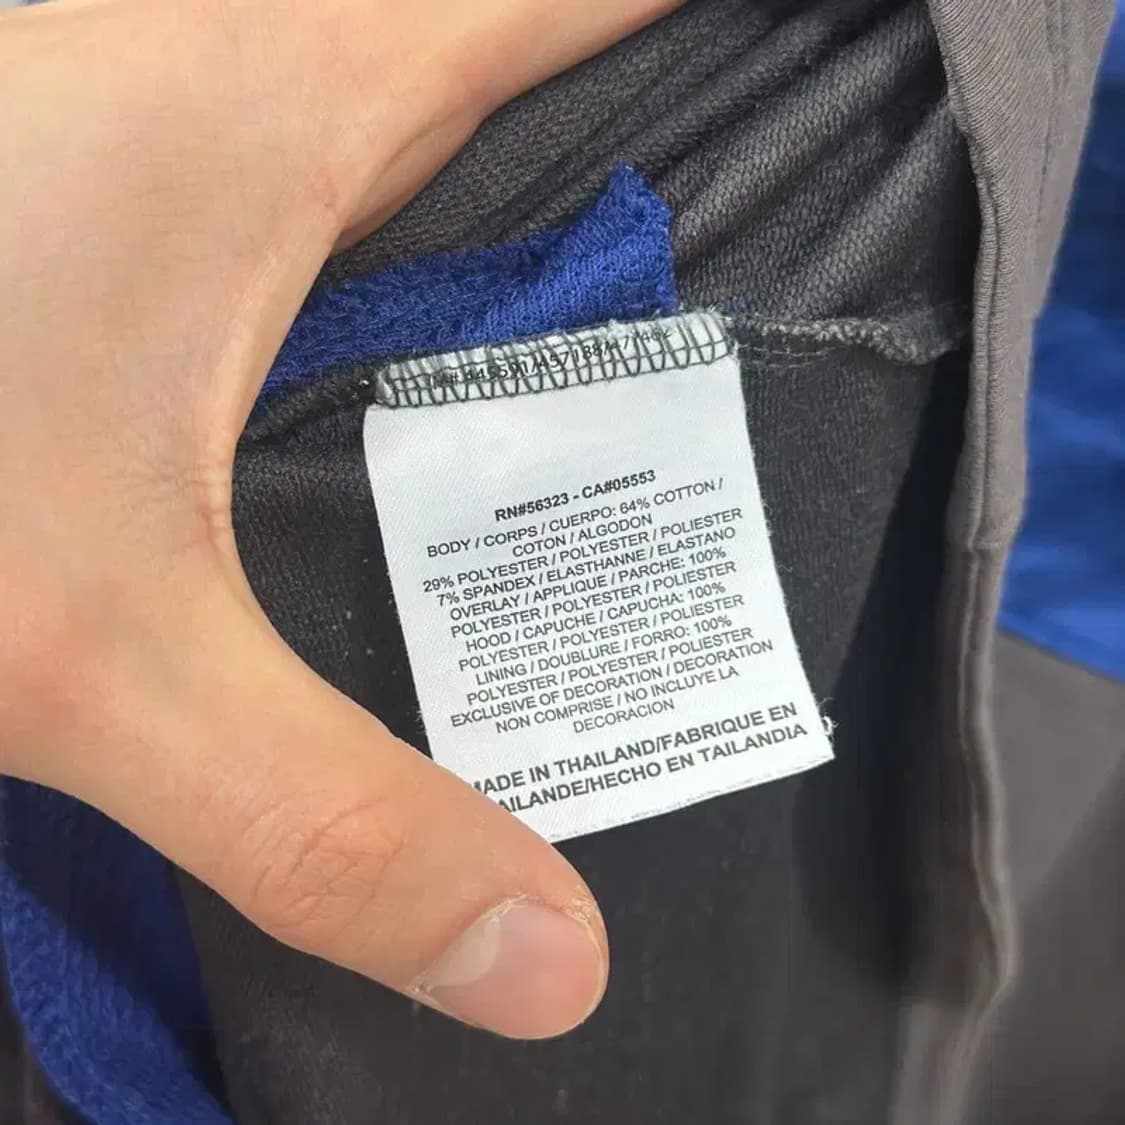 RN#56323 - CA#05553
BODY / CORPS / CUERPO: 64% COTTON /
COTON / ALGODON
29% POLYESTER / POLYESTER / POLIESTER
7% SPANDEX / ELASTHANNE / ELASTANO
OVERLAY / APPLIQUE / PARCHE: 100%
POLYESTER / POLYESTER / POLIESTER
HOOD / CAPUCHE / CAPUCHA: 100%
POLYESTER / POLYESTER / POLIESTER
LINING / DOUBLURE / FORRO: 100%
POLYESTER / POLYESTER / POLIESTER
EXCLUSIVE OF DECORATION / DECORATION
NON COMPRISE / NO INCLUYE LA
DECORACION
IN THAILAND/FABRIQUE EN
HECHO EN TAILANDIA